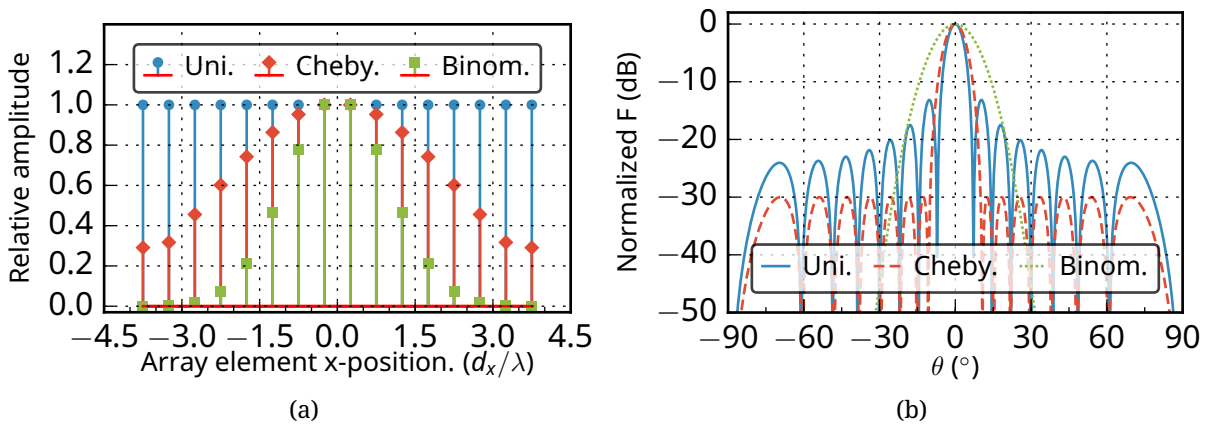 Relative amplitude
1.2
1.0
0.8
0.6
0.4
0.2
0.0
Uni. Cheby. Binom.
−4.5 −3.0 −1.5 0.0 1.5 3.0 4.5
Array element x-position. (dₓ/λ)
(a)
Normalized F (dB)
0
−10
−20
−30
−40
−50
Uni. Cheby. Binom.
−90 −60 −30 0 30 60 90
θ (°)
(b)